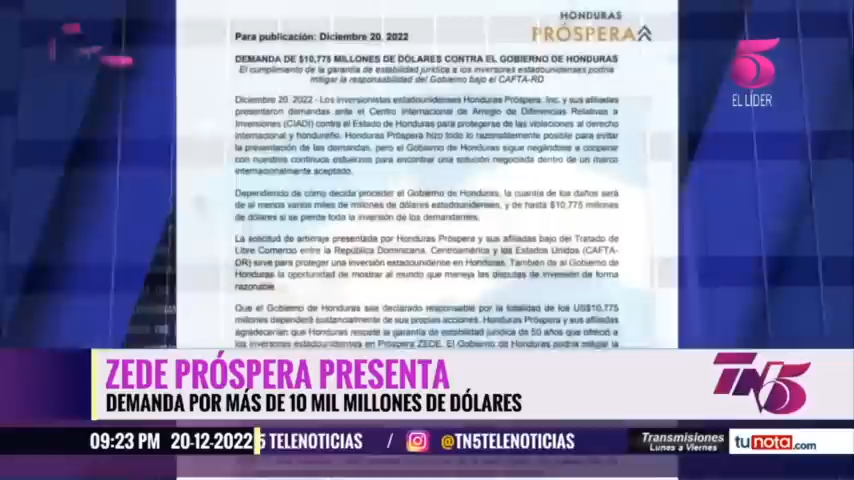 HONDURAS
PRÓSPERA
Para publicación: Diciembre 20, 2022
5
EL LÍDER
DEMANDA DE $10,775 MILLONES DE DÓLARES CONTRA EL GOBIERNO DE HONDURAS
El cumplimiento de la garantía de estabilidad jurídica a los inversores estadounidenses podría
mitigar la responsabilidad del Gobierno bajo el CAFTA-RD
Diciembre 20, 2022 - Los inversionistas estadounidenses Honduras Próspera, Inc. y sus afiliadas
presentaron demandas ante el Centro Internacional de Arreglo de Diferencias Relativas a
Inversiones (CIADI) contra el Estado de Honduras para protegerse de las violaciones al derecho
internacional y hondureño. Honduras Próspera hizo todo lo razonablemente posible para evitar
la presentación de las demandas, pero el Gobierno de Honduras sigue negándose a cooperar
con nuestros continuos esfuerzos para encontrar una solución negociada dentro de un marco
internacionalmente aceptado.
Dependiendo de cómo decida proceder el Gobierno de Honduras, la cuantía de los daños será
de al menos varios miles de millones de dólares estadounidenses, y de hasta $10,775 millones
de dólares si se pierde toda la inversión de los demandantes.
La solicitud de arbitraje presentada por Honduras Próspera y sus afiliadas bajo del Tratado de
Libre Comercio entre la República Dominicana, Centroamérica y los Estados Unidos (CAFTA-
DR) sirve para proteger una inversión estadounidense en Honduras. También da al Gobierno de
Honduras la oportunidad de mostrar al mundo que maneja las disputas de inversión de forma
razonable.
Que el Gobierno de Honduras sea declarado responsable por la totalidad de los US$10,775
millones dependerá sustancialmente de sus propias acciones. Honduras Próspera y sus afiliadas
agradecerían que Honduras respete la garantía de estabilidad jurídica de 50 años que ofreció a
los inversores estadounidenses en Próspera ZEDE. El Gobierno de Honduras podría mitigar la
ZEDE PRÓSPERA PRESENTA
DEMANDA POR MÁS DE 10 MIL MILLONES DE DÓLARES
TN5
09:23 PM 20-12-2022 5 TELENOTICIAS / @TN5TELENOTICIAS
Transmisiones
Lunes a Viernes
tunota.com